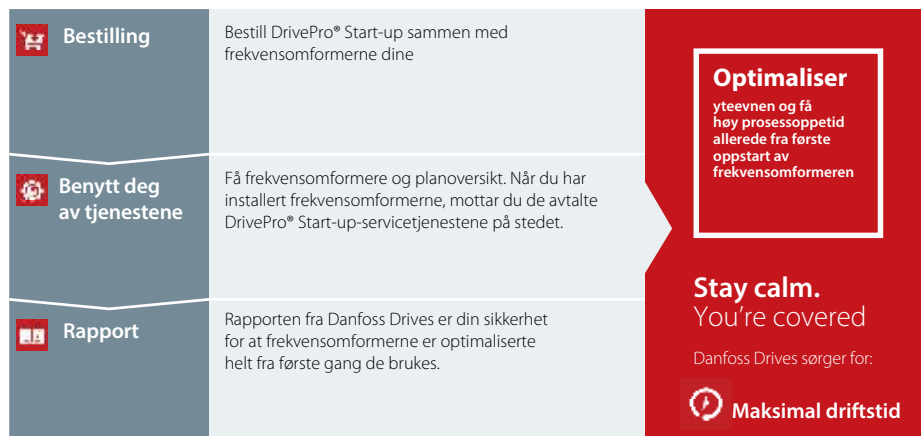 Bestilling
Bestill DrivePro® Start-up sammen med
frekvensomformerne dine
Benytt deg
av tjenestene
Få frekvensomformere og planoversikt. Når du har
installert frekvensomformerne, mottar du de avtalte
DrivePro® Start-up-servicetjenestene på stedet.
Rapport
Rapporten fra Danfoss Drives er din sikkerhet
for at frekvensomformerne er optimaliserte
helt fra første gang de brukes.
Optimaliser
yteevnen og få
høy prosessoppetid
allerede fra første
oppstart av
frekvensomformeren
Stay calm.
You're covered
Danfoss Drives sørger for:
Maksimal driftstid